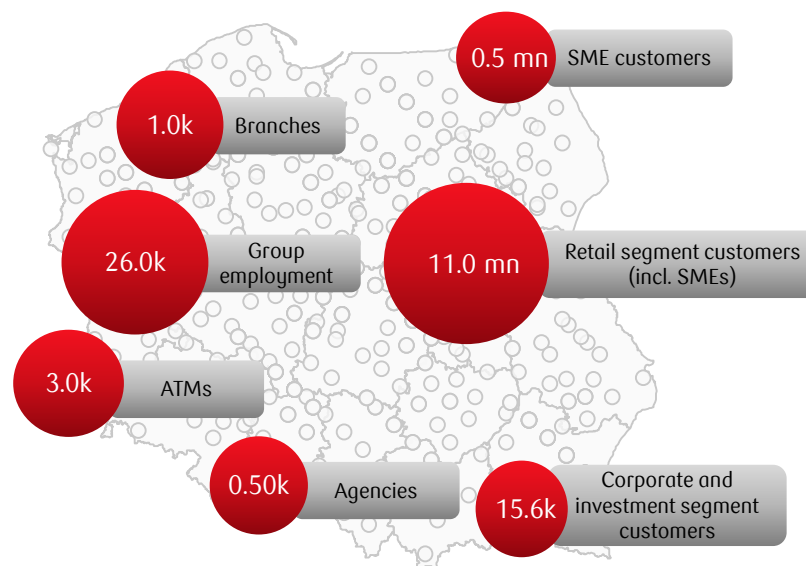 0.5 mn
SME customers
1.0k
Branches
26.0k
Group
employment
11.0 mn
Retail segment customers
(incl. SMEs)
3.0k
ATMs
0.50k
Agencies
15.6k
Corporate and
investment segment
customers